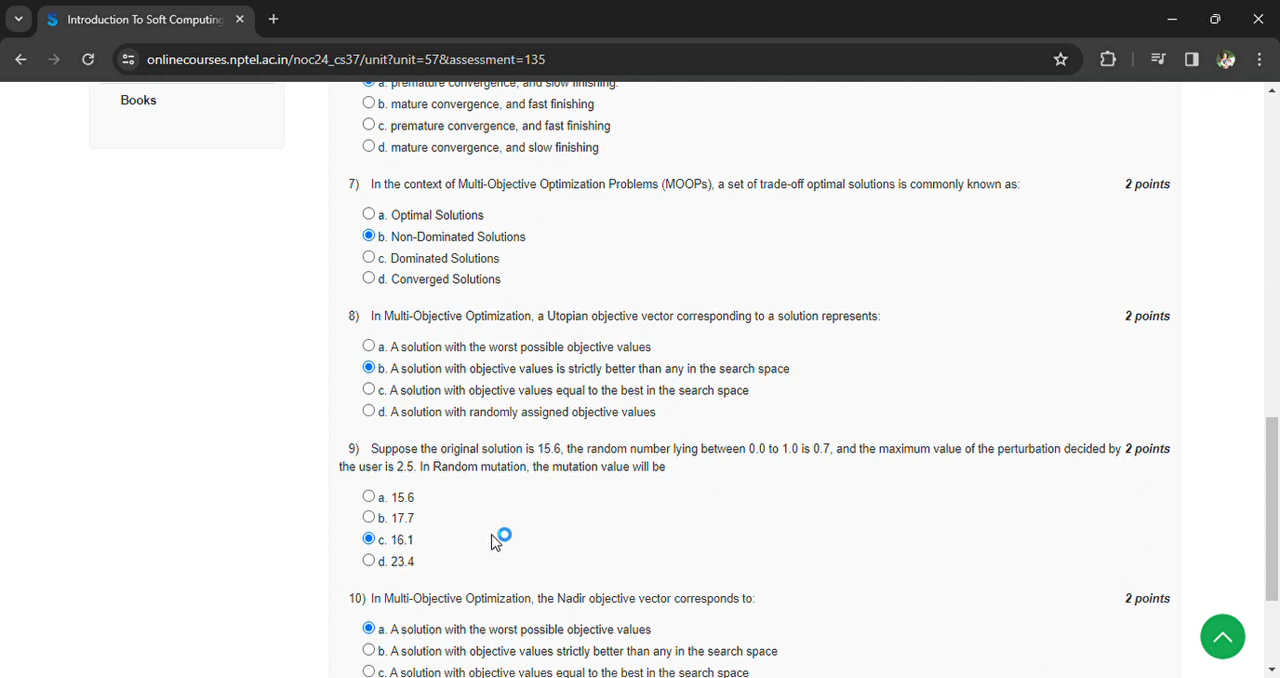 Introduction To Soft Computing
onlinecourses.nptel.ac.in/noc24_cs37/unit?unit=57&assessment=135
Books
a. premature convergence, and slow finishing.
b. mature convergence, and fast finishing
c. premature convergence, and fast finishing
d. mature convergence, and slow finishing
7) In the context of Multi-Objective Optimization Problems (MOOPs), a set of trade-off optimal solutions is commonly known as: 2 points
a. Optimal Solutions
b. Non-Dominated Solutions
c. Dominated Solutions
d. Converged Solutions
8) In Multi-Objective Optimization, a Utopian objective vector corresponding to a solution represents: 2 points
a. A solution with the worst possible objective values
b. A solution with objective values is strictly better than any in the search space
c. A solution with objective values equal to the best in the search space
d. A solution with randomly assigned objective values
9) Suppose the original solution is 15.6, the random number lying between 0.0 to 1.0 is 0.7, and the maximum value of the perturbation decided by 2 points
the user is 2.5. In Random mutation, the mutation value will be
a. 15.6
b. 17.7
c. 16.1
d. 23.4
10) In Multi-Objective Optimization, the Nadir objective vector corresponds to: 2 points
a. A solution with the worst possible objective values
b. A solution with objective values strictly better than any in the search space
c. A solution with objective values equal to the best in the search space